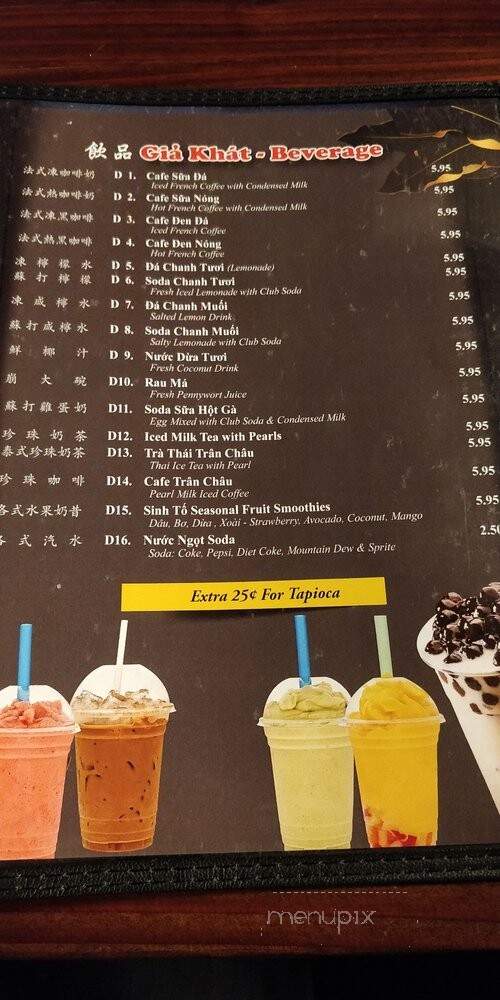 飲品 Giả Khát - Beverage
法式凍咖啡奶 D 1. Cafe Sữa Đá 5.95
Iced French Coffee with Condensed Milk
法式熱咖啡奶 D 2. Cafe Sữa Nóng 5.95
Hot French Coffee with Condensed Milk
法式凍黑咖啡 D 3. Cafe Đen Đá 5.95
Iced French Coffee
法式熱黑咖啡 D 4. Cafe Đen Nóng 5.95
Hot French Coffee
凍檸檬水 D 5. Đá Chanh Tươi (Lemonade) 5.95
蘇打檸檬 D 6. Soda Chanh Tươi 5.95
Fresh Iced Lemonade with Club Soda
凍咸檸水 D 7. Đá Chanh Muối 5.95
Salted Lemon Drink
蘇打咸檸水 D 8. Soda Chanh Muối 5.95
Salty Lemonade with Club Soda
鮮椰汁 D 9. Nước Dừa Tươi 5.95
Fresh Coconut Drink
崩大碗 D10. Rau Má 5.95
Fresh Pennywort Juice
蘇打雞蛋奶 D11. Soda Sữa Hột Gà 5.95
Egg Mixed with Club Soda & Condensed Milk
珍珠奶茶 D12. Iced Milk Tea with Pearls 5.95
泰式珍珠奶茶 D13. Trà Thái Trân Châu 5.95
Thai Ice Tea with Pearl
珍珠咖啡 D14. Cafe Trân Châu 5.95
Pearl Milk Iced Coffee
各式水果奶昔 D15. Sinh Tố Seasonal Fruit Smoothies 5.95
Dâu, Bơ, Dừa , Xoài - Strawberry, Avocado, Coconut, Mango
各式汽水 D16. Nước Ngọt Soda 2.50
Soda: Coke, Pepsi, Diet Coke, Mountain Dew & Sprite
Extra 25¢ For Tapioca
menupix